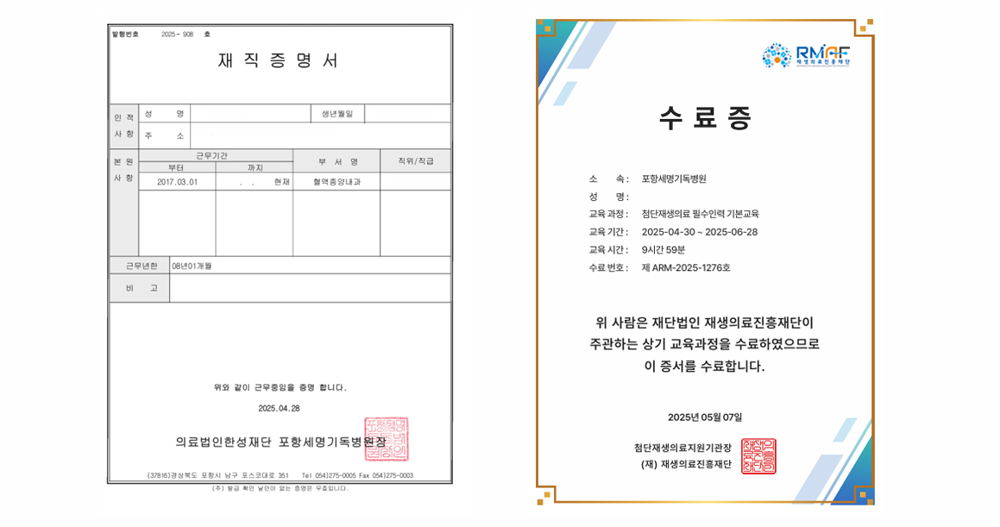 발행번호 2025- 908 호
재 직 증 명 서
인 적 사 항
성 명
생년월일
주 소
본 원 사 항
근무기간
부 서 명
직위/직급
부터
까지
2017.03.01
. . 현재
혈액종양내과
근무년한
08년01개월
비 고
위와 같이 근무중임을 증명 합니다.
2025.04.28
의료법인한성재단 포항세명기독병원장
(37816)경상북도 포항시 남구 포스코대로 351 Tel 054)275-0005 Fax 054)275-0003
(주) 발급 확인 날인이 없는 증명은 무효입니다.
RMAF
재생의료진흥재단
수 료 증
소 속 : 포항세명기독병원
성 명 :
교육 과정 : 첨단재생의료 필수인력 기본교육
교육 기간 : 2025-04-30 ~ 2025-06-28
교육 시간 : 9시간 59분
수료 번호 : 제 ARM-2025-1276호
위 사람은 재단법인 재생의료진흥재단이
주관하는 상기 교육과정을 수료하였으므로
이 증서를 수료합니다.
2025년 05월 07일
첨단재생의료지원기관장
(재) 재생의료진흥재단